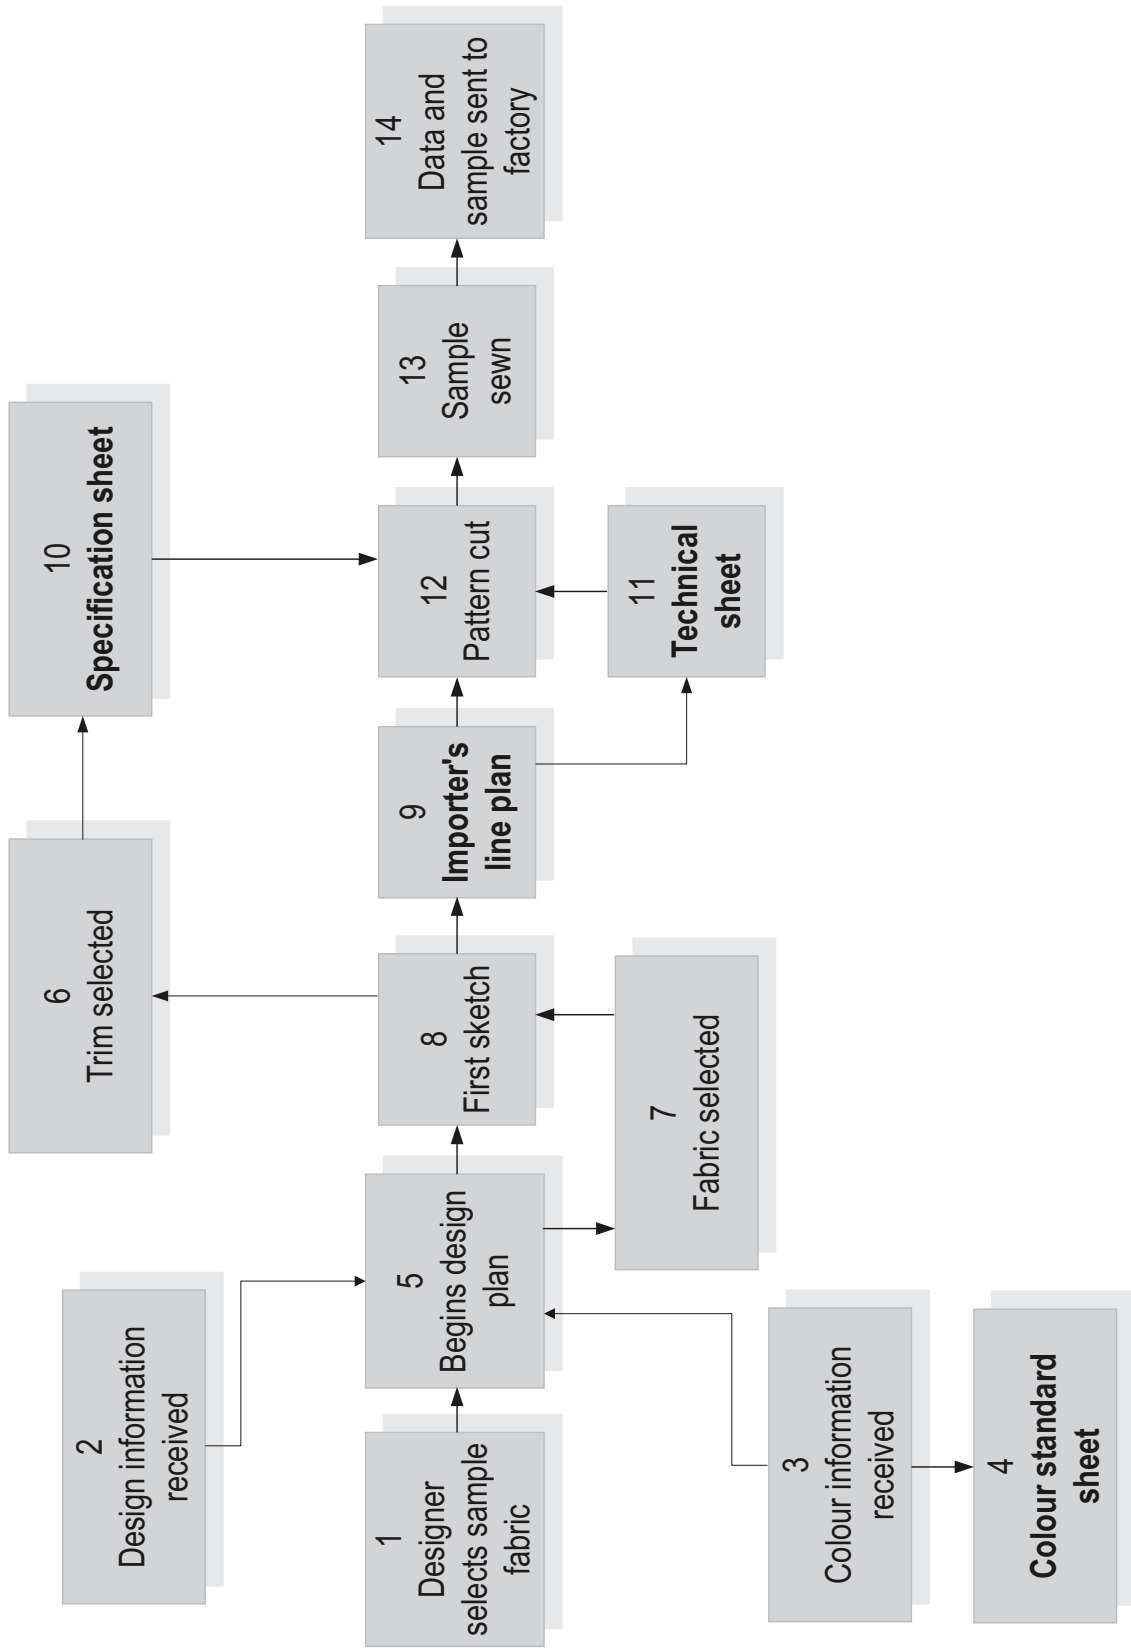 1
Designer
selects sample
fabric
2
Design information
received
3
Colour information
received
4
Colour standard
sheet
5
Begins design
plan
6
Trim selected
7
Fabric selected
8
First sketch
9
Importer's
line plan
10
Specification sheet
11
Technical
sheet
12
Pattern cut
13
Sample
sewn
14
Data and
sample sent to
factory